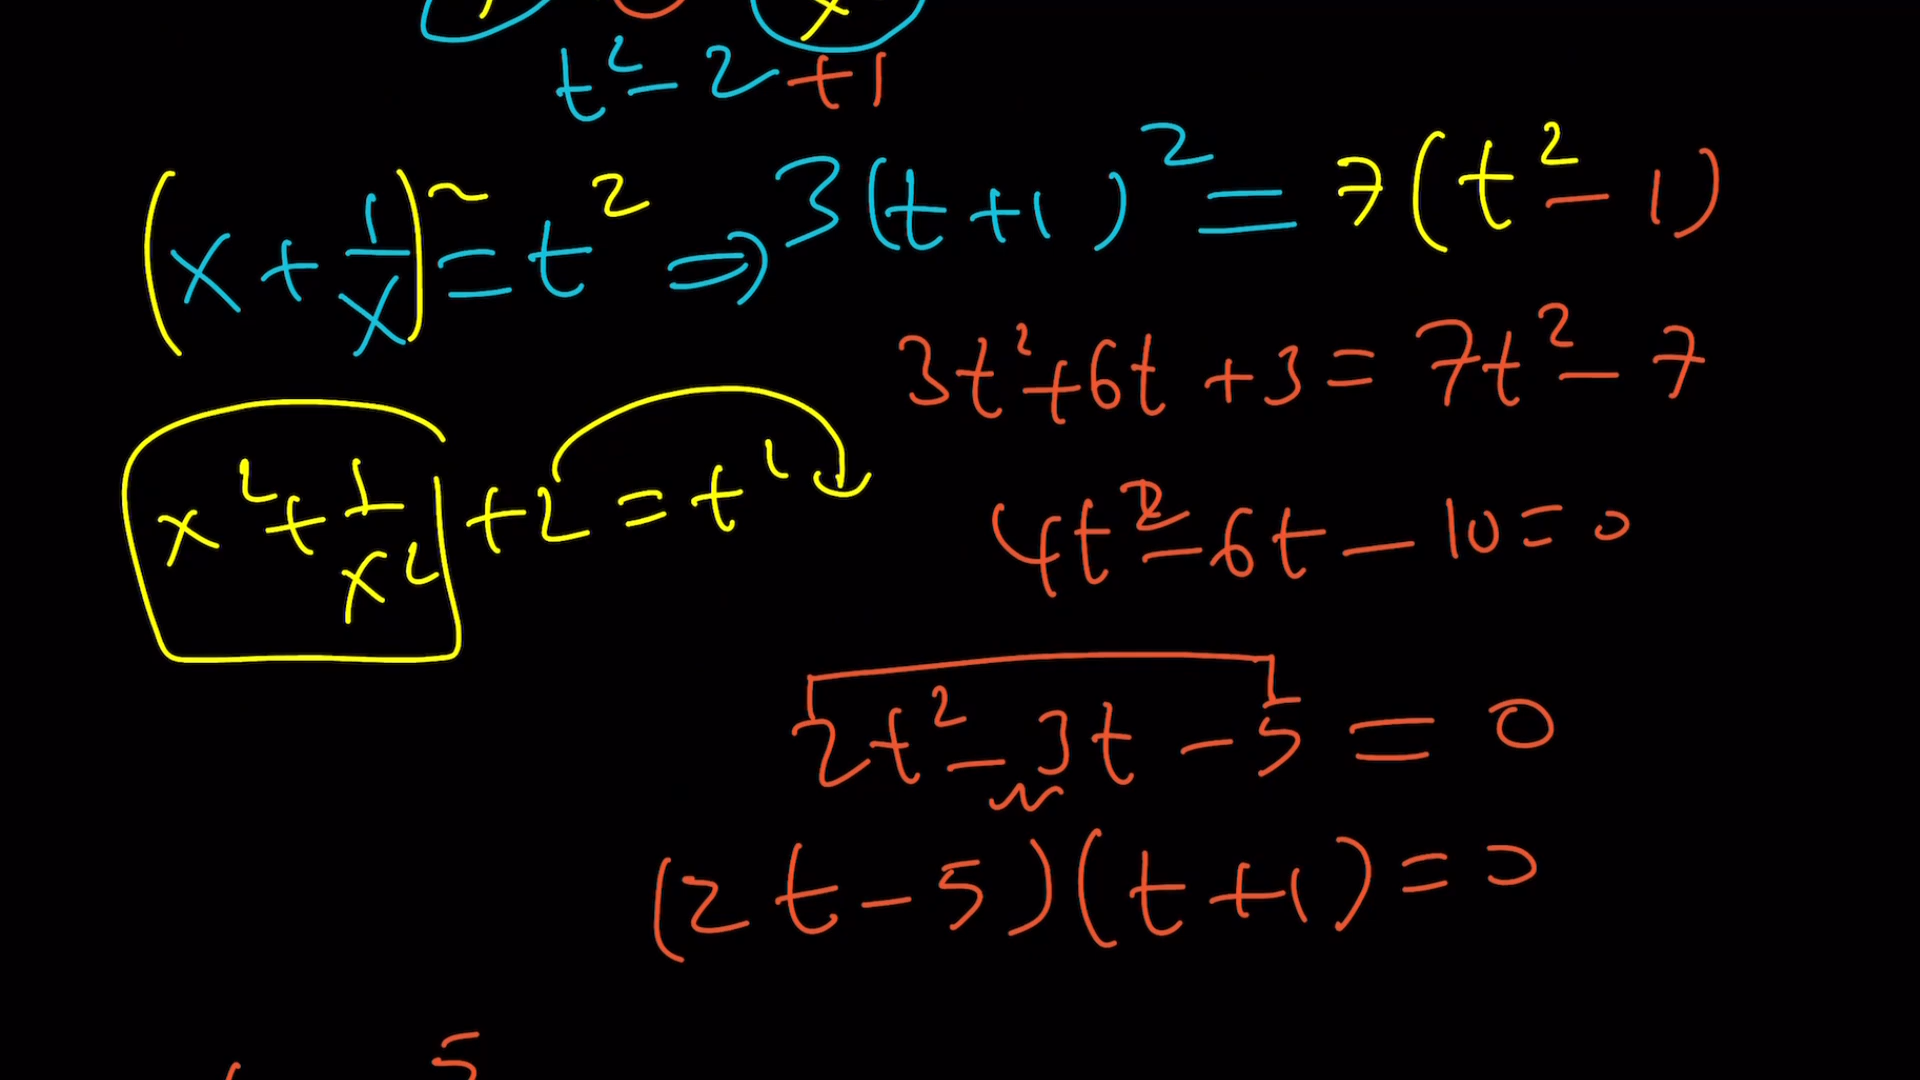 t² - 2 + 1
(x + 1/x)² = t² ⇒ 3(t + 1)² = 7(t² - 1)
3t² + 6t + 3 = 7t² - 7
x² + 1/x² + 2 = t²
4t² - 6t - 10 = 0
2t² - 3t - 5 = 0
(2t - 5)(t + 1) = 0
5